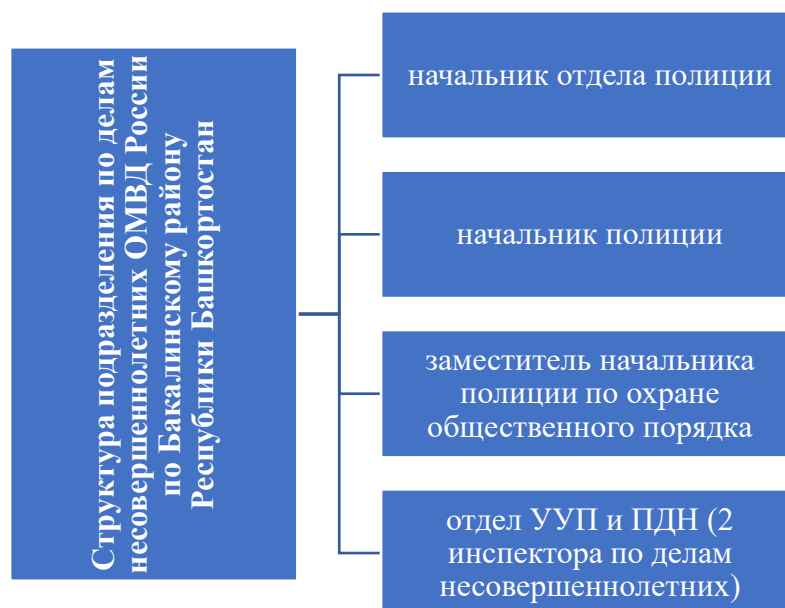 Структура подразделения по делам
несовершеннолетних ОМВД России
по Бакалинскому району
Республики Башкортостан
начальник отдела полиции
начальник полиции
заместитель начальника
полиции по охране
общественного порядка
отдел УУП и ПДН (2
инспектора по делам
несовершеннолетних)